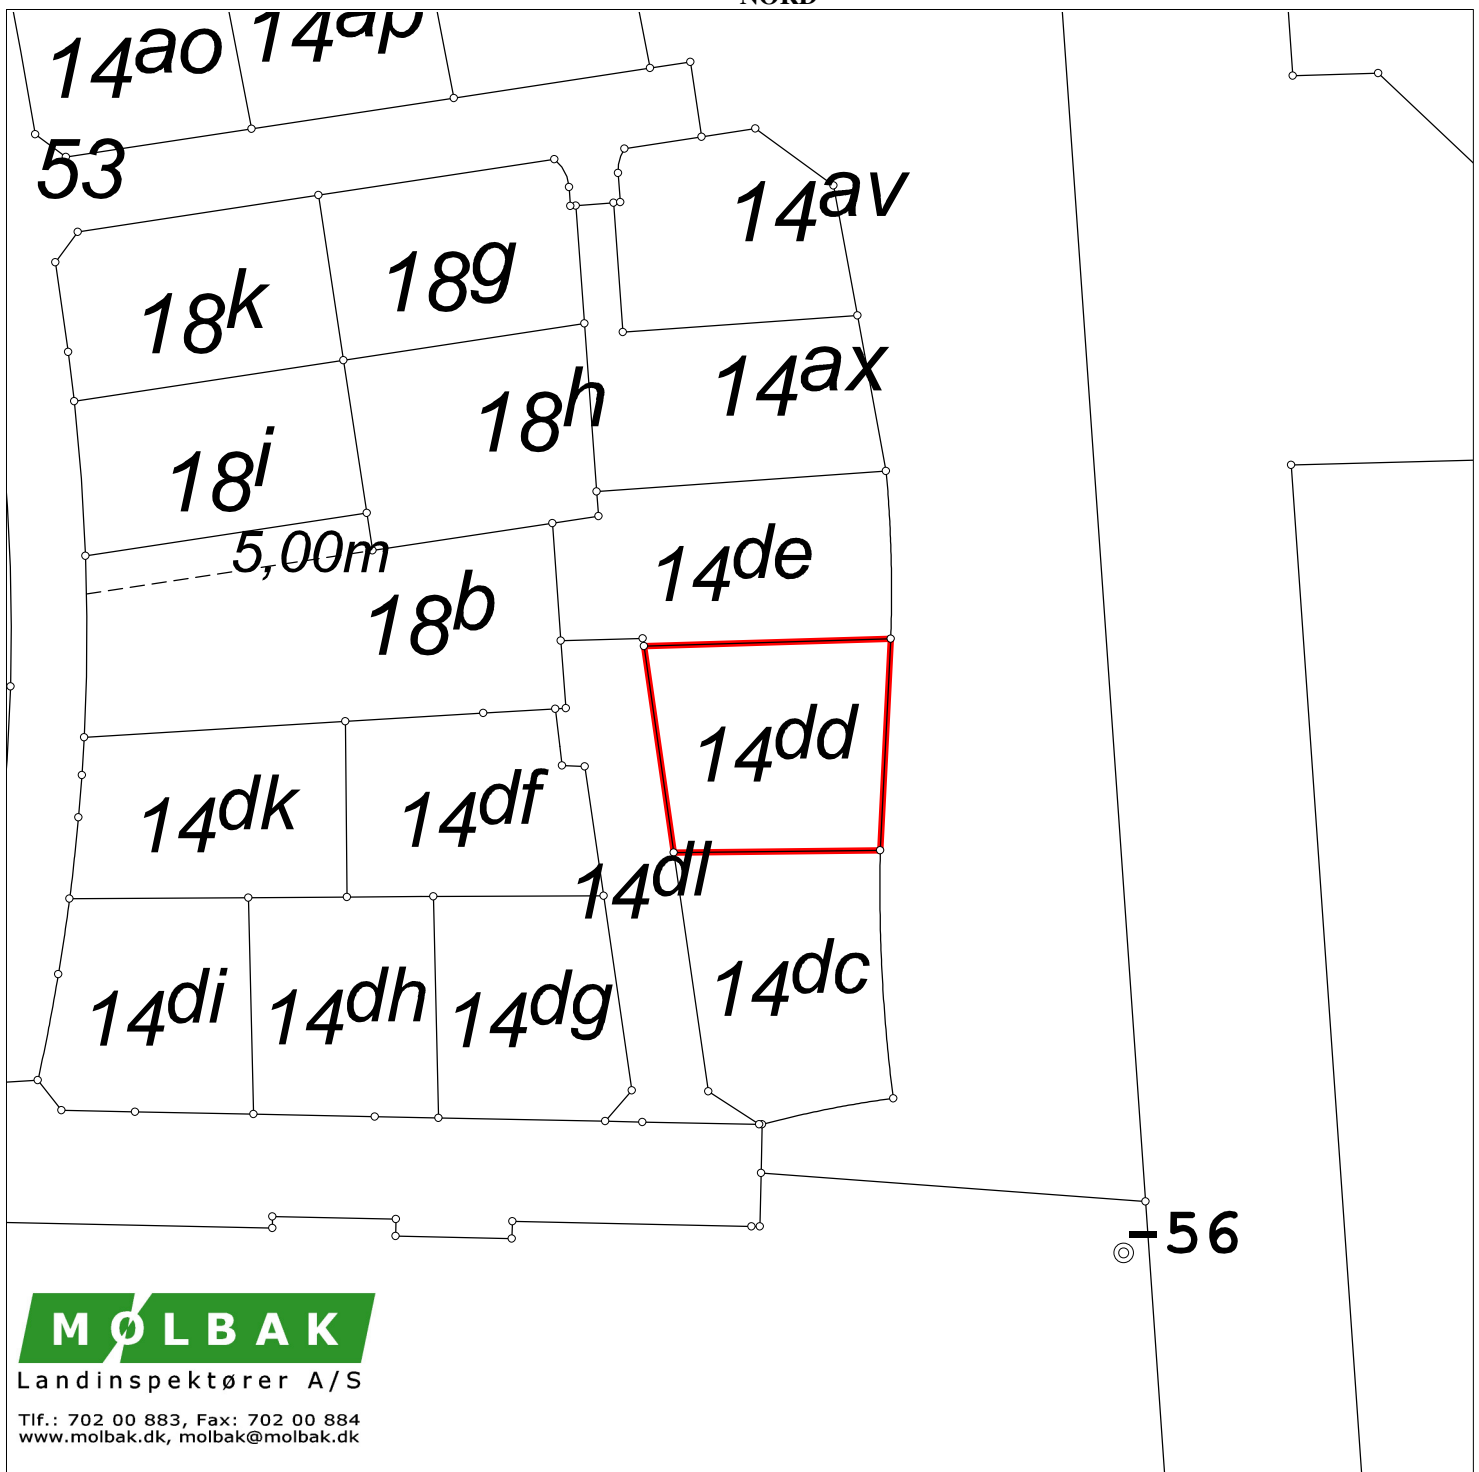 NORD
14ao
14ap
53
14av
18k
18g
14ax
18h
18i
5,00m
14de
18b
14dd
14dk
14df
14dl
14dc
14di
14dh
14dg
56
MØLBAK
Landinspektører A/S
Tlf.: 702 00 883, Fax: 702 00 884
www.molbak.dk, molbak@molbak.dk